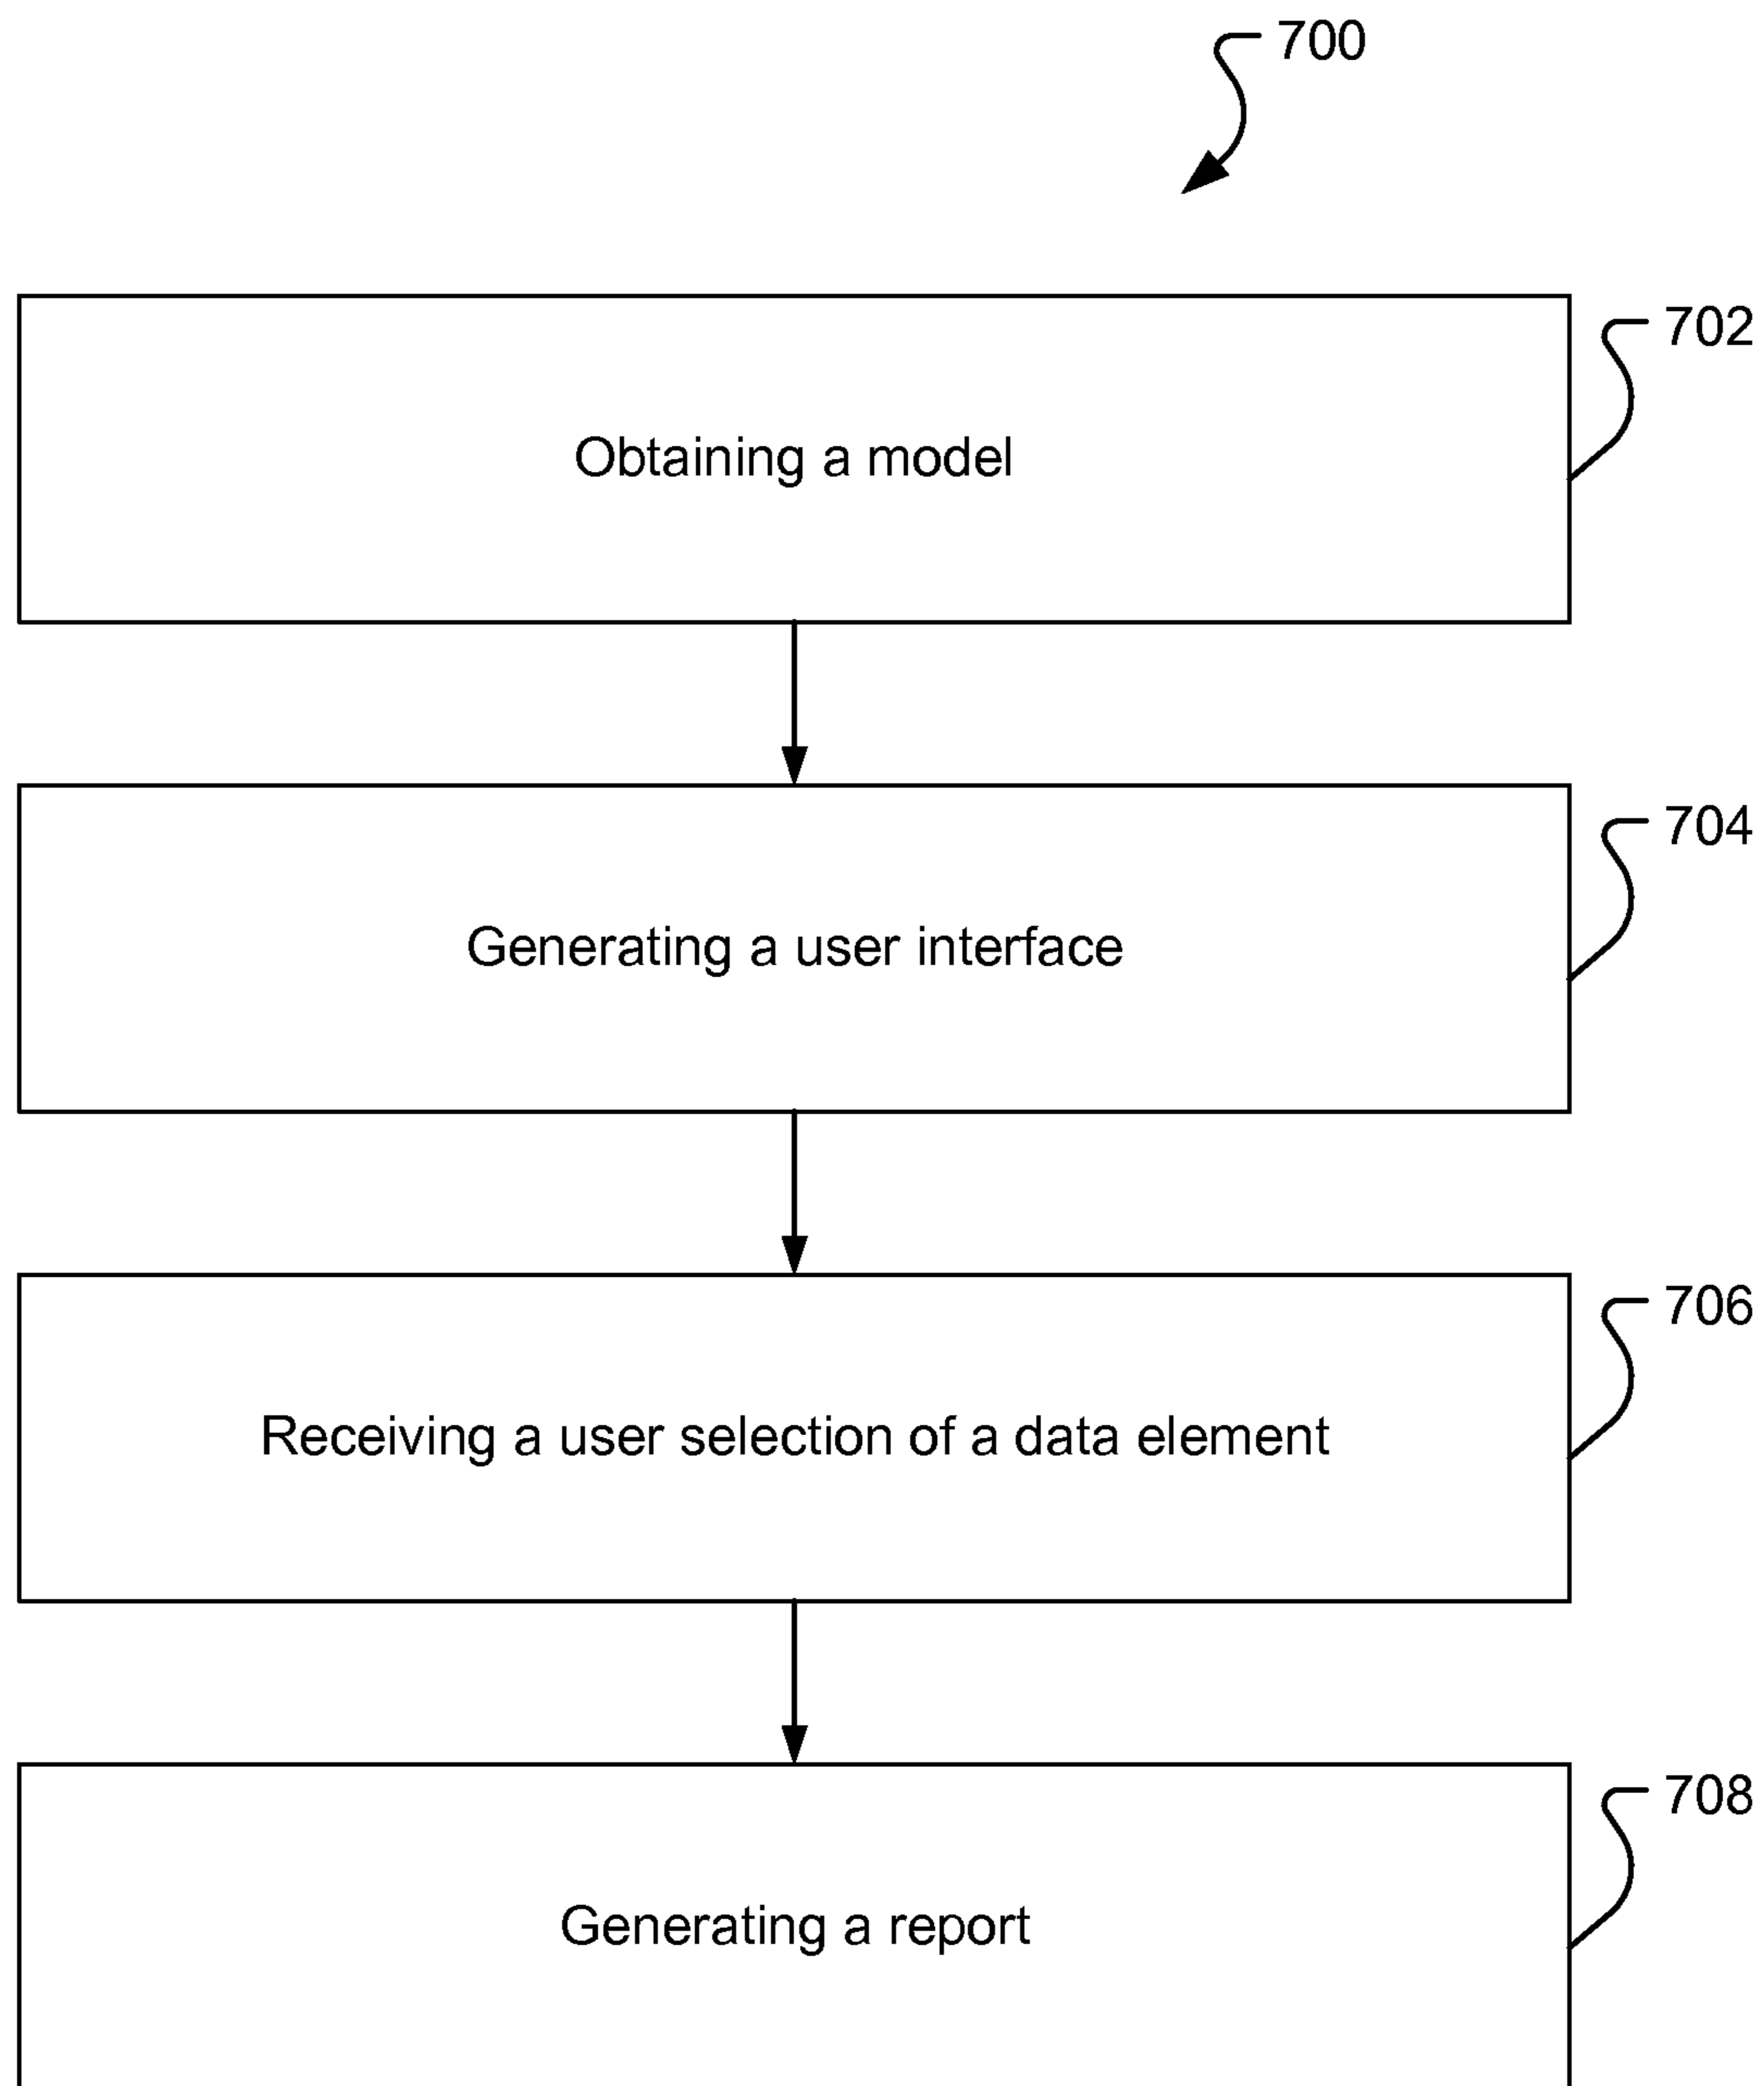 700
702
Obtaining a model
704
Generating a user interface
706
Receiving a user selection of a data element
708
Generating a report